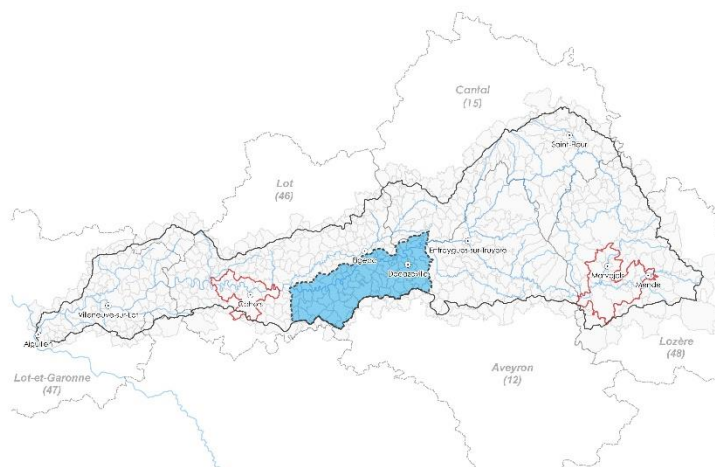 Cantal
(15)
Saint-Flour
Lot
(46)
Entraygues-sur-Truyère
Figeac
Decazeville
Marvejols
Mende
Cahors
Villeneuve-sur-Lot
Aiguillon
Lozère
(48)
Aveyron
(12)
Lot-et-Garonne
(47)